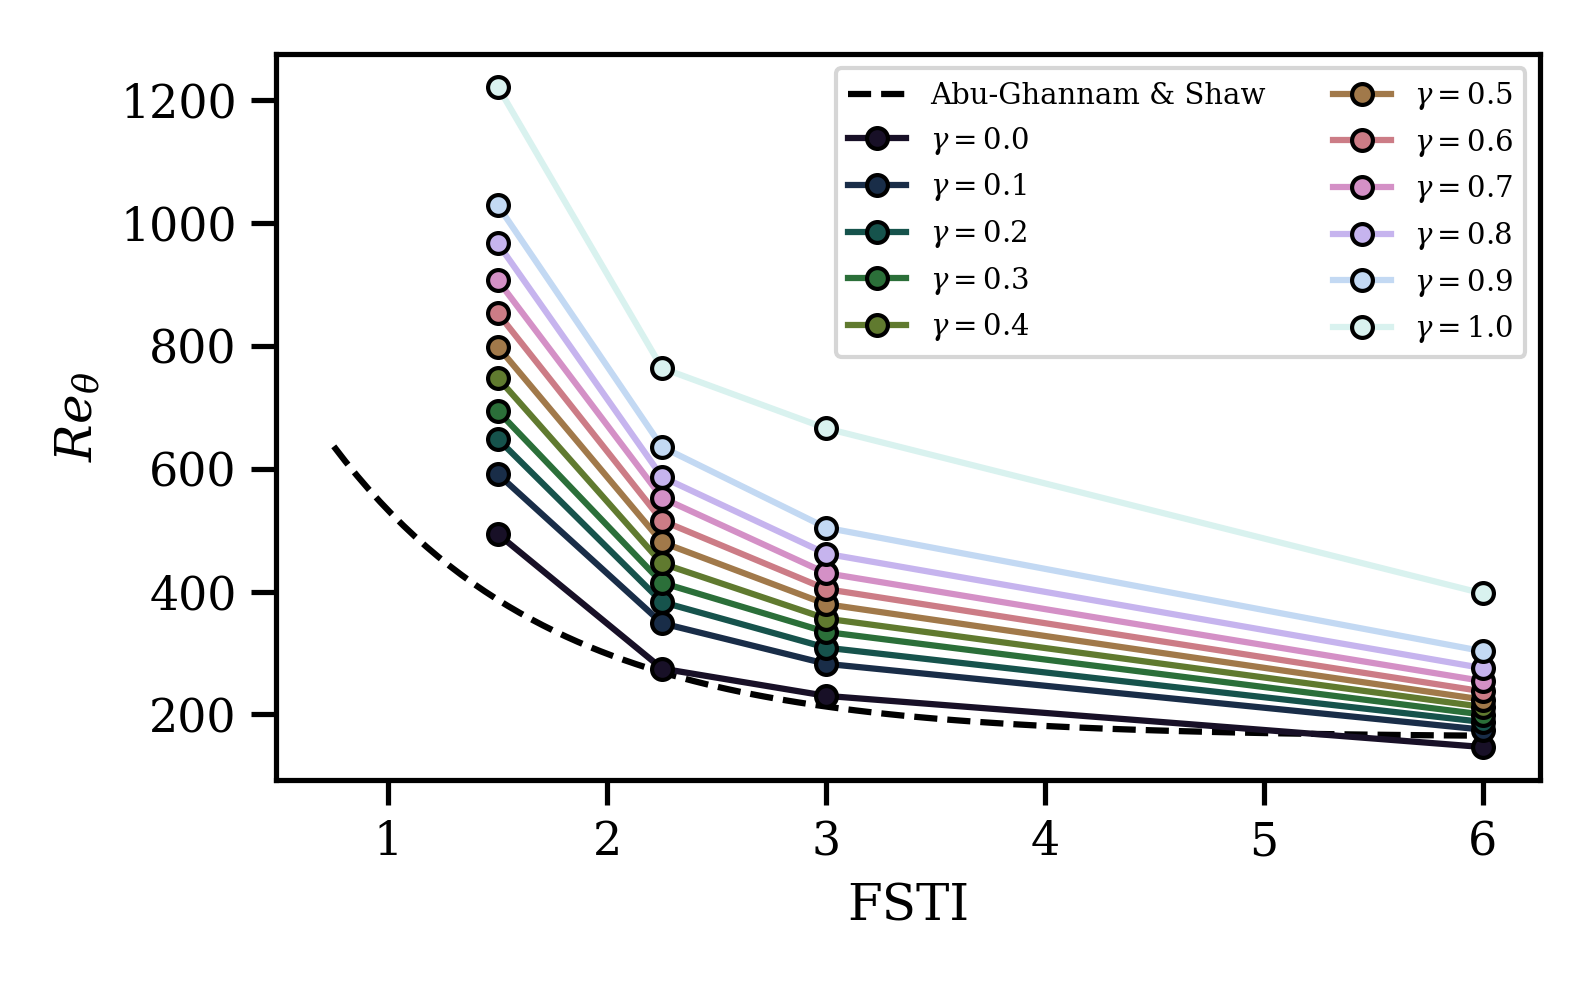 1200
1000
800
600
400
200
Re_θ
1 2 3 4 5 6
FSTI
Abu-Ghannam & Shaw
γ = 0.0
γ = 0.1
γ = 0.2
γ = 0.3
γ = 0.4
γ = 0.5
γ = 0.6
γ = 0.7
γ = 0.8
γ = 0.9
γ = 1.0